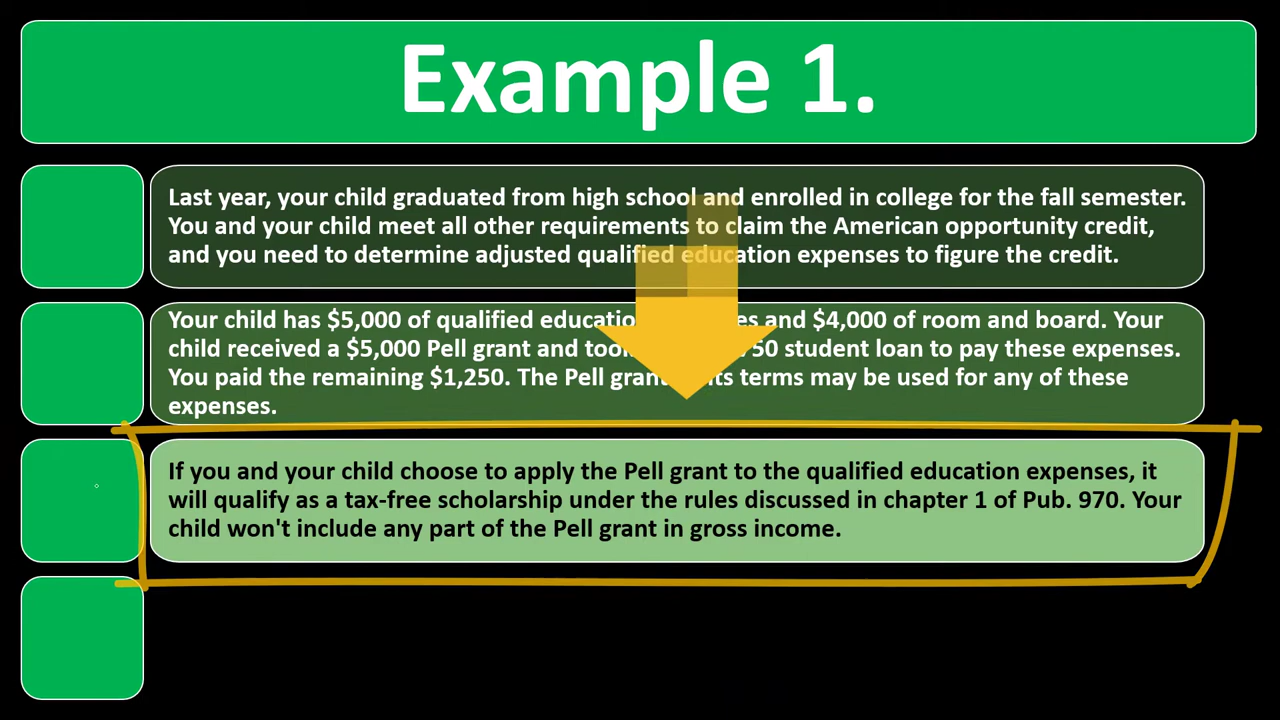 Example 1.
Last year, your child graduated from high school and enrolled in college for the fall semester.
You and your child meet all other requirements to claim the American opportunity credit,
and you need to determine adjusted qualified education expenses to figure the credit.
Your child has $5,000 of qualified and $4,000 of room and board. Your
child received a $5,000 Pell grant and student loan to pay these expenses.
You paid the remaining $1,250. The Pell terms may be used for any of these
expenses.
If you and your child choose to apply the Pell grant to the qualified education expenses, it
will qualify as a tax-free scholarship under the rules discussed in chapter 1 of Pub. 970. Your
child won't include any part of the Pell grant in gross income.